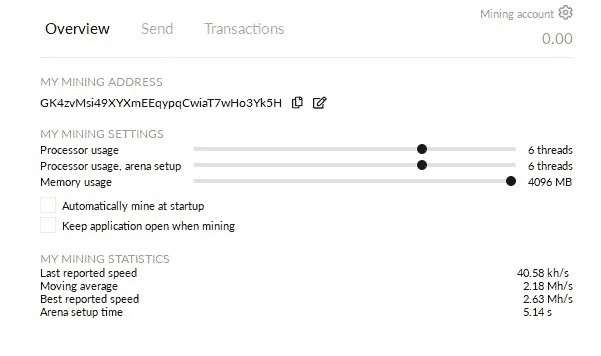 Mining account
Overview Send Transactions
0.00
MY MINING ADDRESS
GK4zvMsi49XYXmEEqypqCwiaT7wHo3Yk5H
MY MINING SETTINGS
Processor usage 6 threads
Processor usage, arena setup 6 threads
Memory usage 4096 MB
Automatically mine at startup
Keep application open when mining
MY MINING STATISTICS
Last reported speed 40.58 kh/s
Moving average 2.18 Mh/s
Best reported speed 2.63 Mh/s
Arena setup time 5.14 s